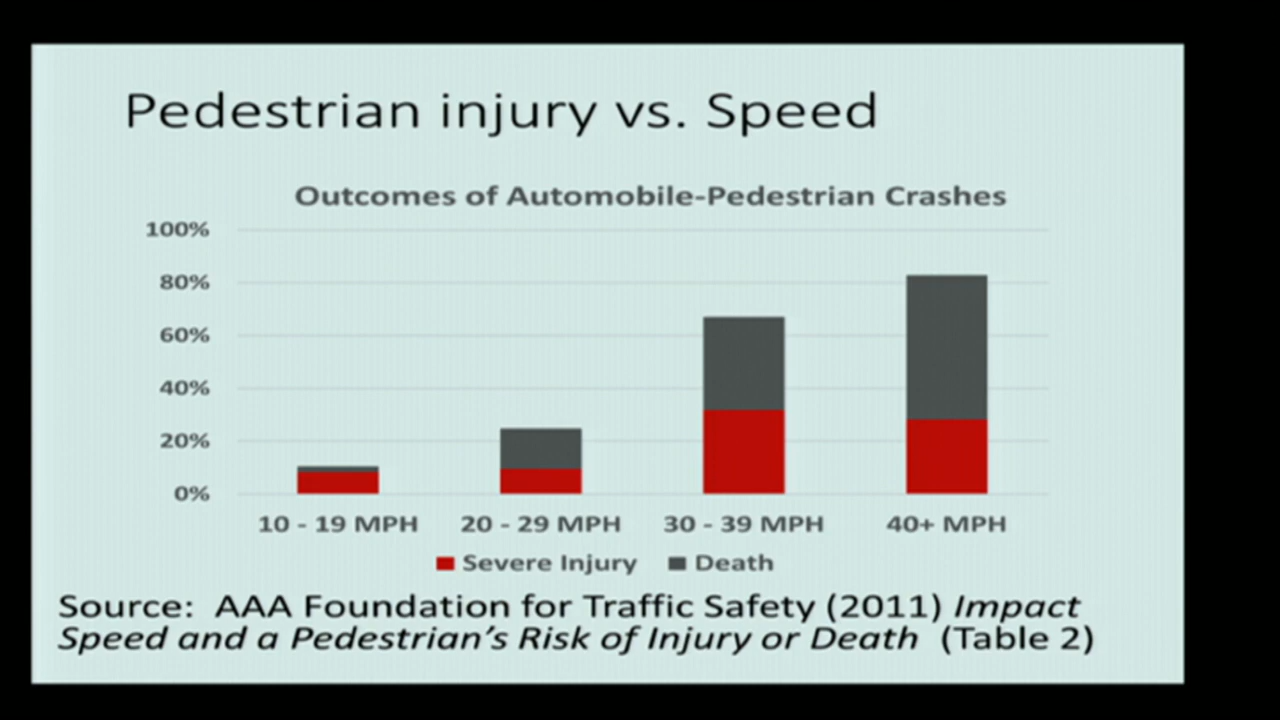 Pedestrian injury vs. Speed
Outcomes of Automobile-Pedestrian Crashes
100%
80%
60%
40%
20%
0%
10 - 19 MPH 20 - 29 MPH 30 - 39 MPH 40+ MPH
Severe Injury Death
Source: AAA Foundation for Traffic Safety (2011) Impact
Speed and a Pedestrian's Risk of Injury or Death (Table 2)